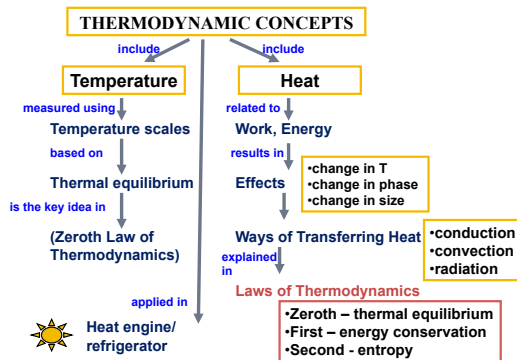 THERMODYNAMIC CONCEPTS
include
include
Temperature
Heat
measured using
related to
Temperature scales
Work, Energy
based on
results in
•change in T
•change in phase
•change in size
Thermal equilibrium
Effects
is the key idea in
(Zeroth Law of
Thermodynamics)
Ways of Transferring Heat
•conduction
•convection
•radiation
explained
in
Laws of Thermodynamics
applied in
•Zeroth – thermal equilibrium
•First – energy conservation
•Second - entropy
Heat engine/
refrigerator